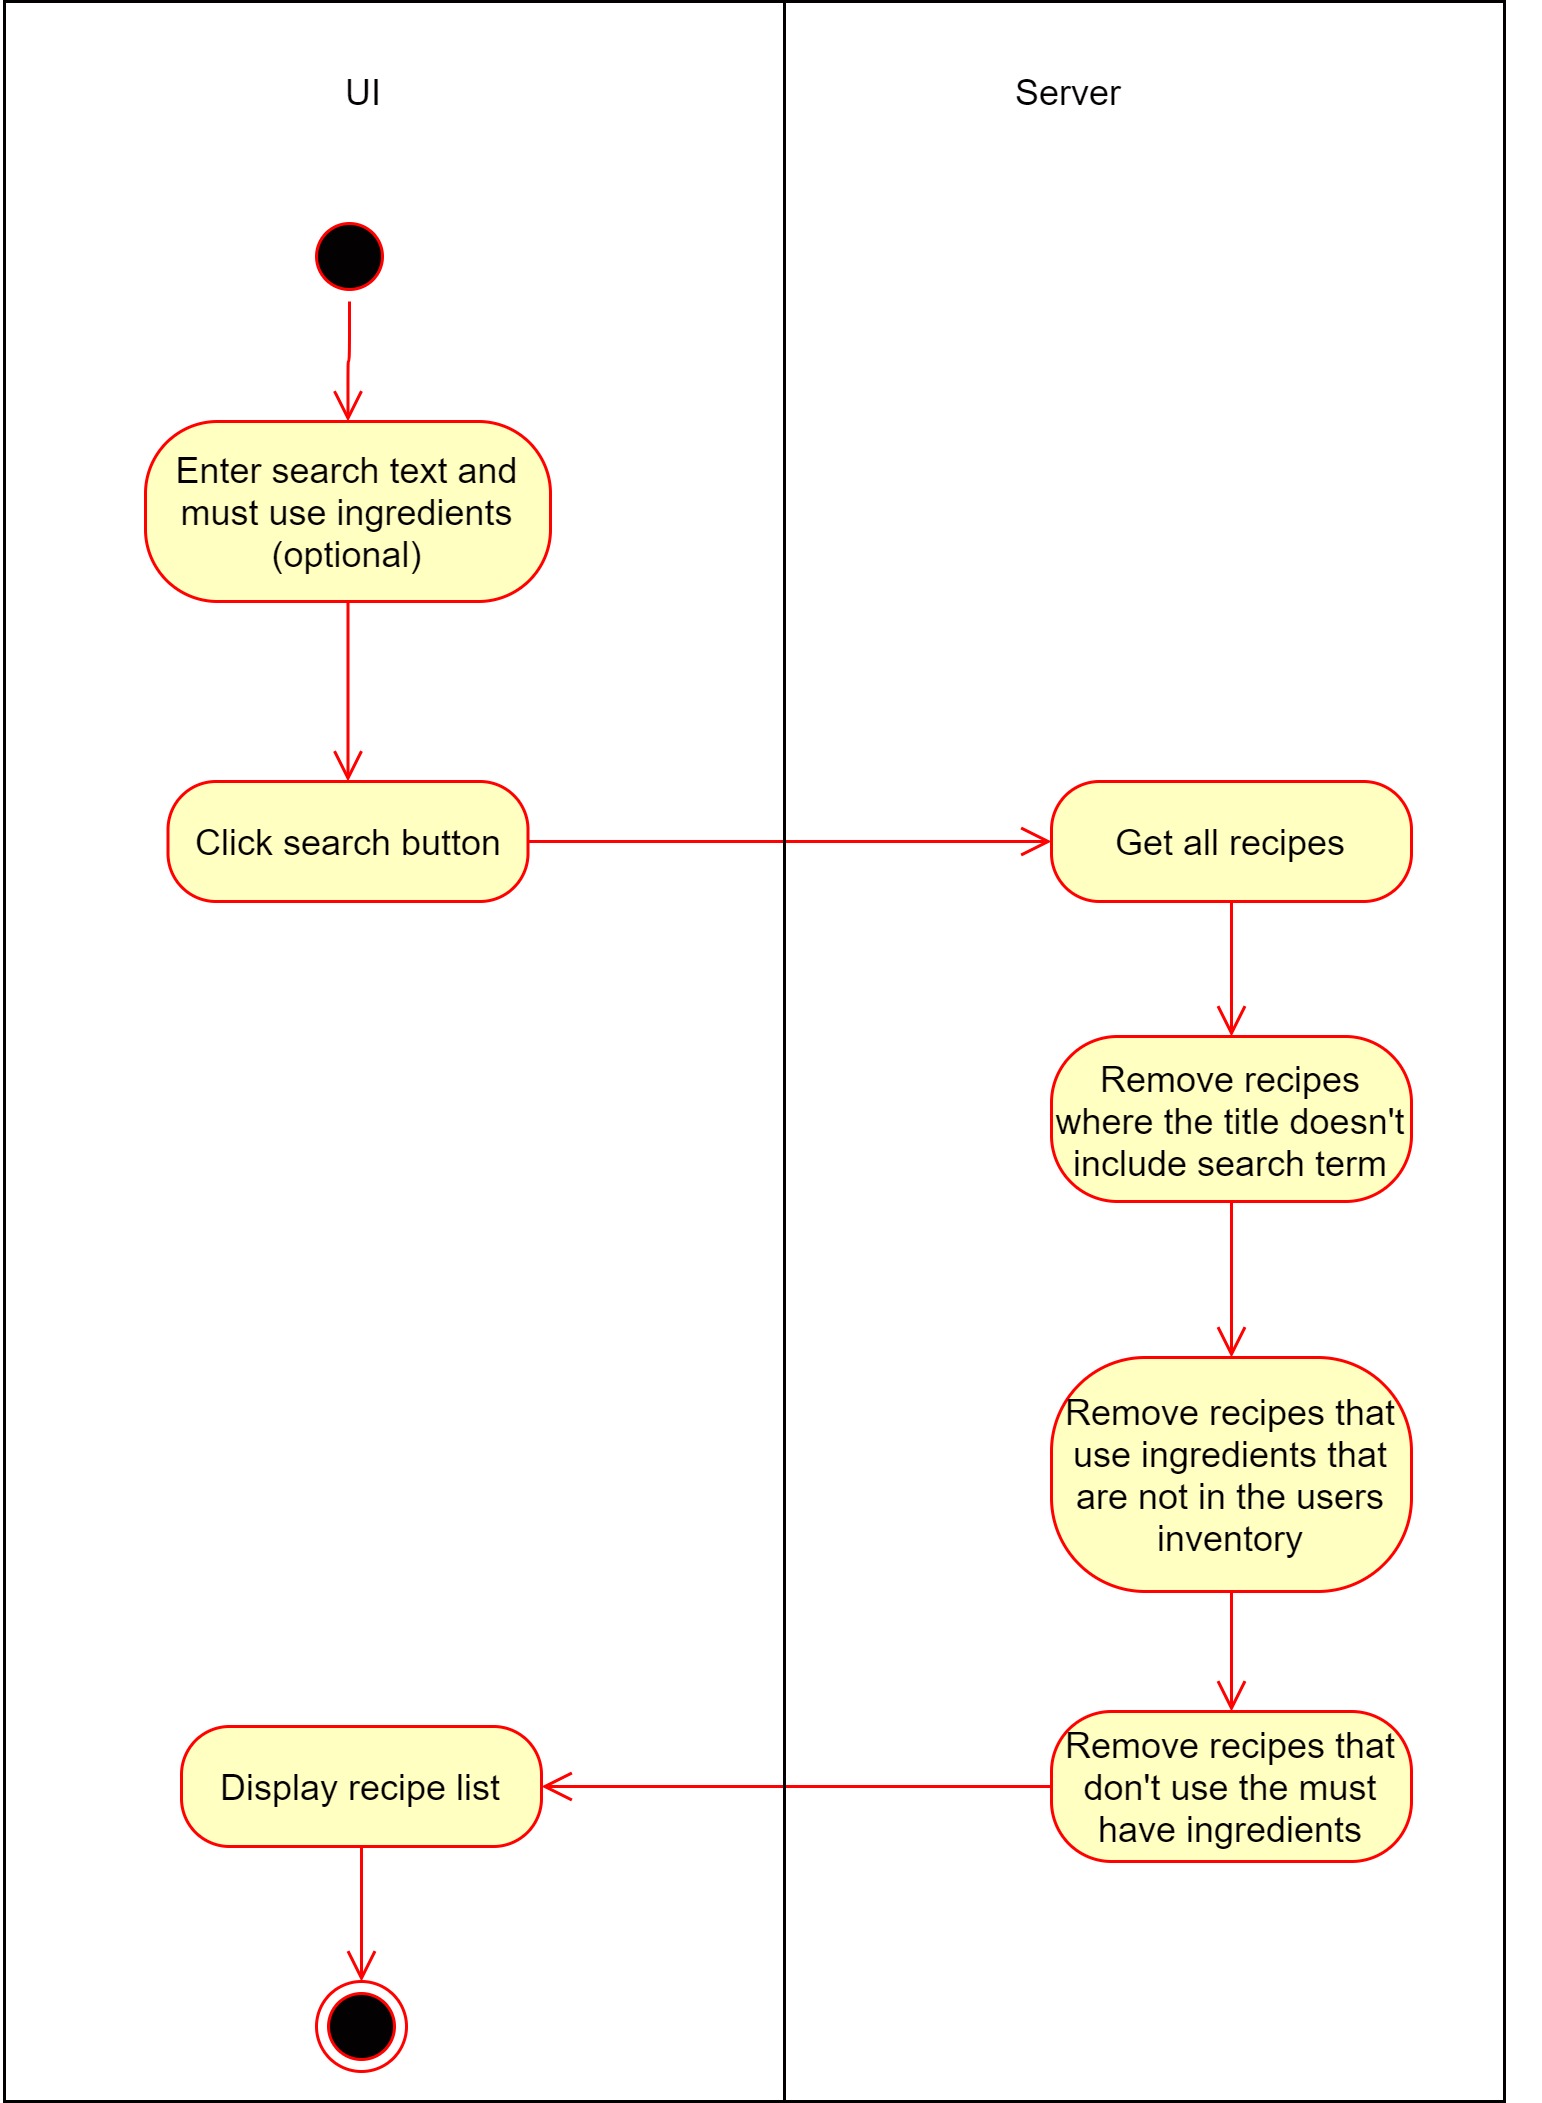 UI
Server
Enter search text and
must use ingredients
(optional)
Click search button
Get all recipes
Remove recipes
where the title doesn't
include search term
Remove recipes that
use ingredients that
are not in the users
inventory
Remove recipes that
don't use the must
have ingredients
Display recipe list